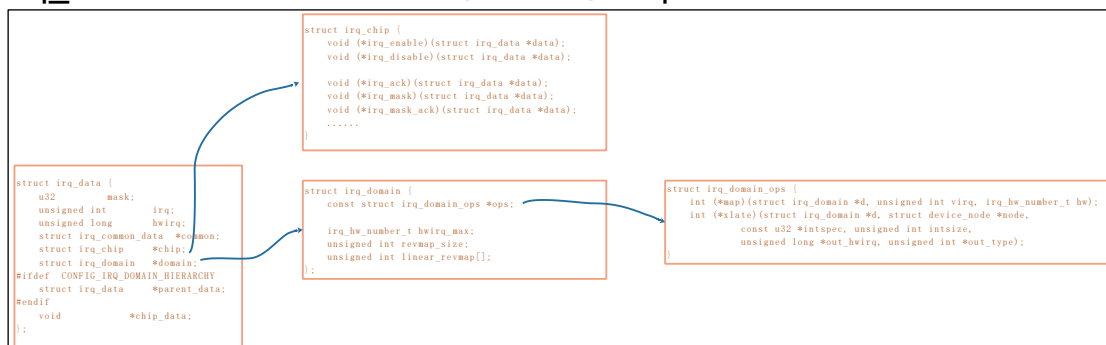 struct irq_chip {
    void (*irq_enable)(struct irq_data *data);
    void (*irq_disable)(struct irq_data *data);
    void (*irq_ack)(struct irq_data *data);
    void (*irq_mask)(struct irq_data *data);
    void (*irq_mask_ack)(struct irq_data *data);
    ......
}
struct irq_data {
    u32         mask;
    unsigned int        irq;
    unsigned long       hwirq;
    struct irq_common_data  *common;
    struct irq_chip     *chip;
    struct irq_domain   *domain;
#ifdef  CONFIG_IRQ_DOMAIN_HIERARCHY
    struct irq_data     *parent_data;
#endif
    void            *chip_data;
};
struct irq_domain {
    const struct irq_domain_ops *ops;
    irq_hw_number_t hwirq_max;
    unsigned int revmap_size;
    unsigned int linear_revmap[];
};
struct irq_domain_ops {
    int (*map)(struct irq_domain *d, unsigned int virq, irq_hw_number_t hw);
    int (*xlate)(struct irq_domain *d, struct device_node *node,
             const u32 *intspec, unsigned int intsize,
             unsigned long *out_hwirq, unsigned int *out_type);
}